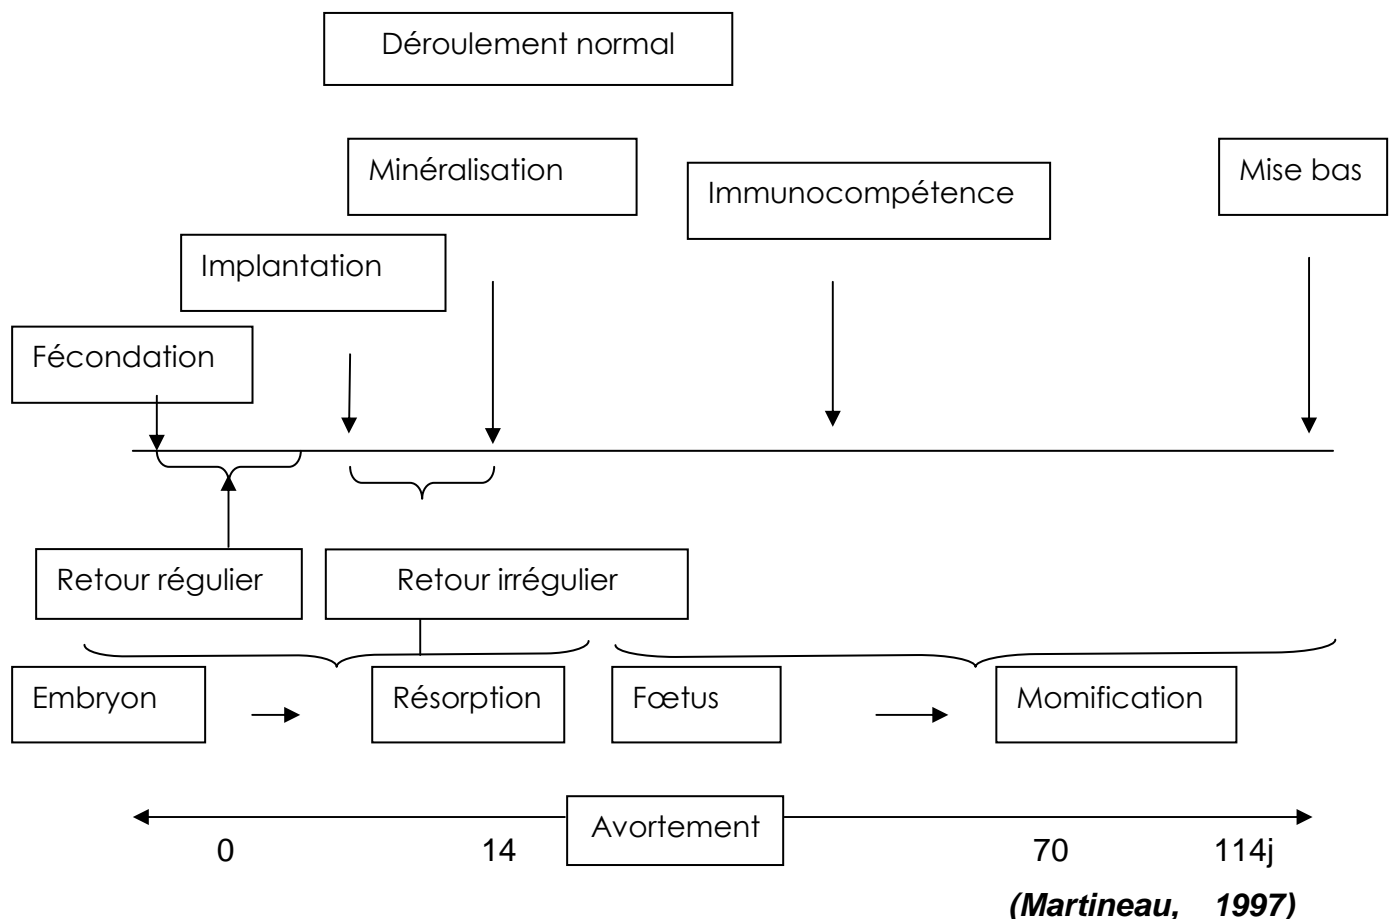 Déroulement normal
Minéralisation
Immunocompétence
Mise bas
Implantation
Fécondation
Retour régulier
Retour irrégulier
Embryon
Résorption
Fœtus
Momification
Avortement
0 14 70 114j
(Martineau, 1997)